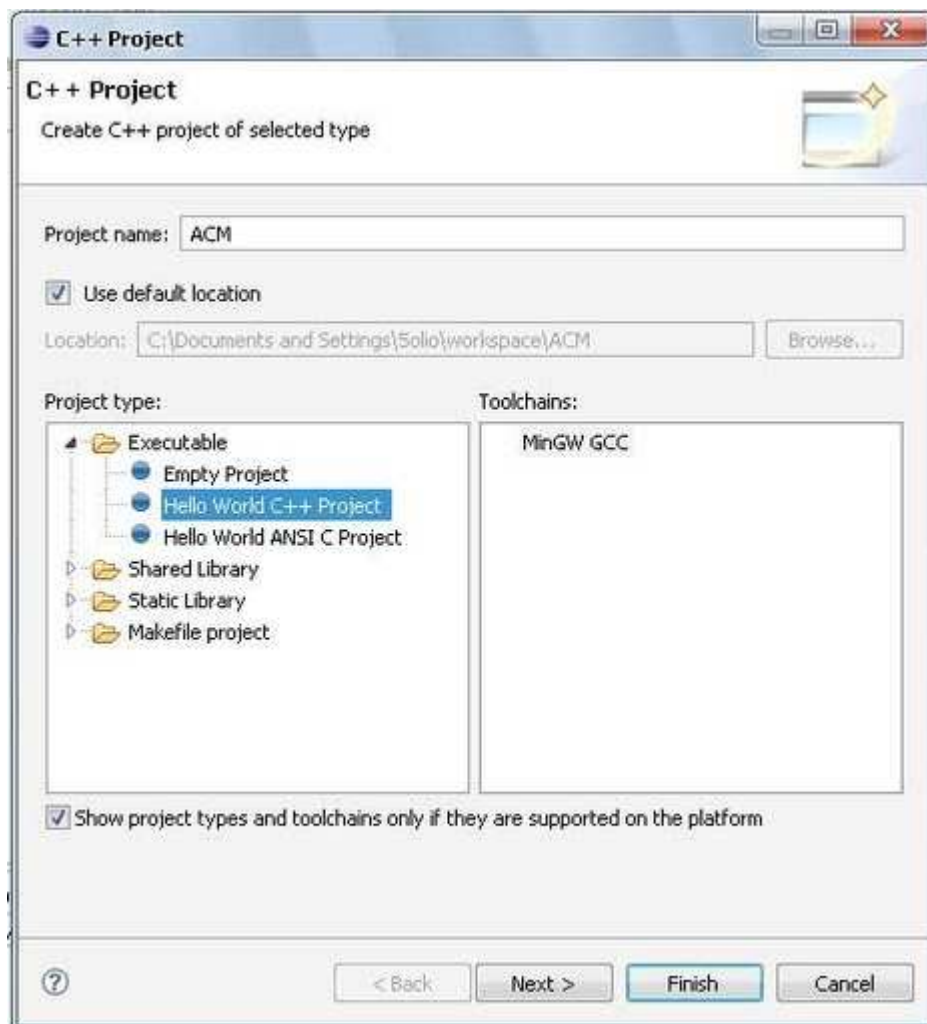 C++ Project
C++ Project
Create C++ project of selected type
Project name: ACM
Use default location
Location: C:\Documents and Settings\Solio\workspace\ACM Browse...
Project type: Toolchains:
Executable MinGW GCC
Empty Project
Hello World C++ Project
Hello World ANSI C Project
Shared Library
Static Library
Makefile project
Show project types and toolchains only if they are supported on the platform
? < Back Next > Finish Cancel